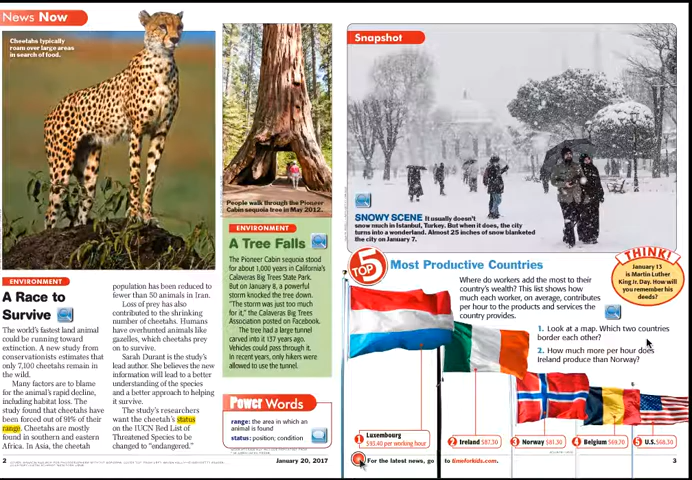 News Now
Cheetahs typically
roam over large areas
in search of food.
ENVIRONMENT
A Race to
Survive
The world's fastest land animal
could be running toward
extinction. A new study from
conservationists estimates that
only 7,100 cheetahs remain in
the wild.
Many factors are to blame
for the animal's rapid decline,
including habitat loss. The
study found that cheetahs have
been forced out of 91% of their
range. Cheetahs are mostly
found in southern and eastern
Africa. In Asia, the cheetah
population has been reduced to
fewer than 50 animals in Iran.
Loss of prey has also
contributed to the shrinking
number of cheetahs. Humans
have overhunted animals like
gazelles, which cheetahs prey
on to survive.
Sarah Durant is the study's
lead author. She believes the new
information will lead to a better
understanding of the species
and a better approach to helping
it survive.
The study's researchers
want the cheetah's status
on the IUCN Red List of
Threatened Species to be
changed to "endangered."
People walk through the Pioneer
Cabin sequoia tree in May 2012.
ENVIRONMENT
A Tree Falls
The Pioneer Cabin sequoia stood
for about 1,000 years in California's
Calaveras Big Trees State Park.
But on January 8, a powerful
storm knocked the tree down.
"The storm was just too much
for it," the Calaveras Big Trees
Association posted on Facebook.
The tree had a large tunnel
carved into it 137 years ago.
Vehicles could pass through it.
In recent years, only hikers were
allowed to use the tunnel.
Power Words
range: the area in which an
animal is found
status: position; condition
2
January 20, 2017
Snapshot
SNOWY SCENE It usually doesn't
snow much in Istanbul, Turkey. But when it does, the city
turns into a wonderland. Almost 25 inches of snow blanketed
the city on January 7.
TOP 5
Most Productive Countries
Where do workers add the most to their
country's wealth? This list shows how
much each worker, on average, contributes
per hour to the products and services the
country provides.
THINK!
January 13
is Martin Luther
King Jr. Day. How will
you remember his
deeds?
1. Look at a map. Which two countries
border each other?
2. How much more per hour does
Ireland produce than Norway?
1 Luxembourg
$93.40 per working hour
2 Ireland $87.30
3 Norway $81.30
4 Belgium $69.70
5 U.S. $68.30
For the latest news, go to timeforkids.com.
3